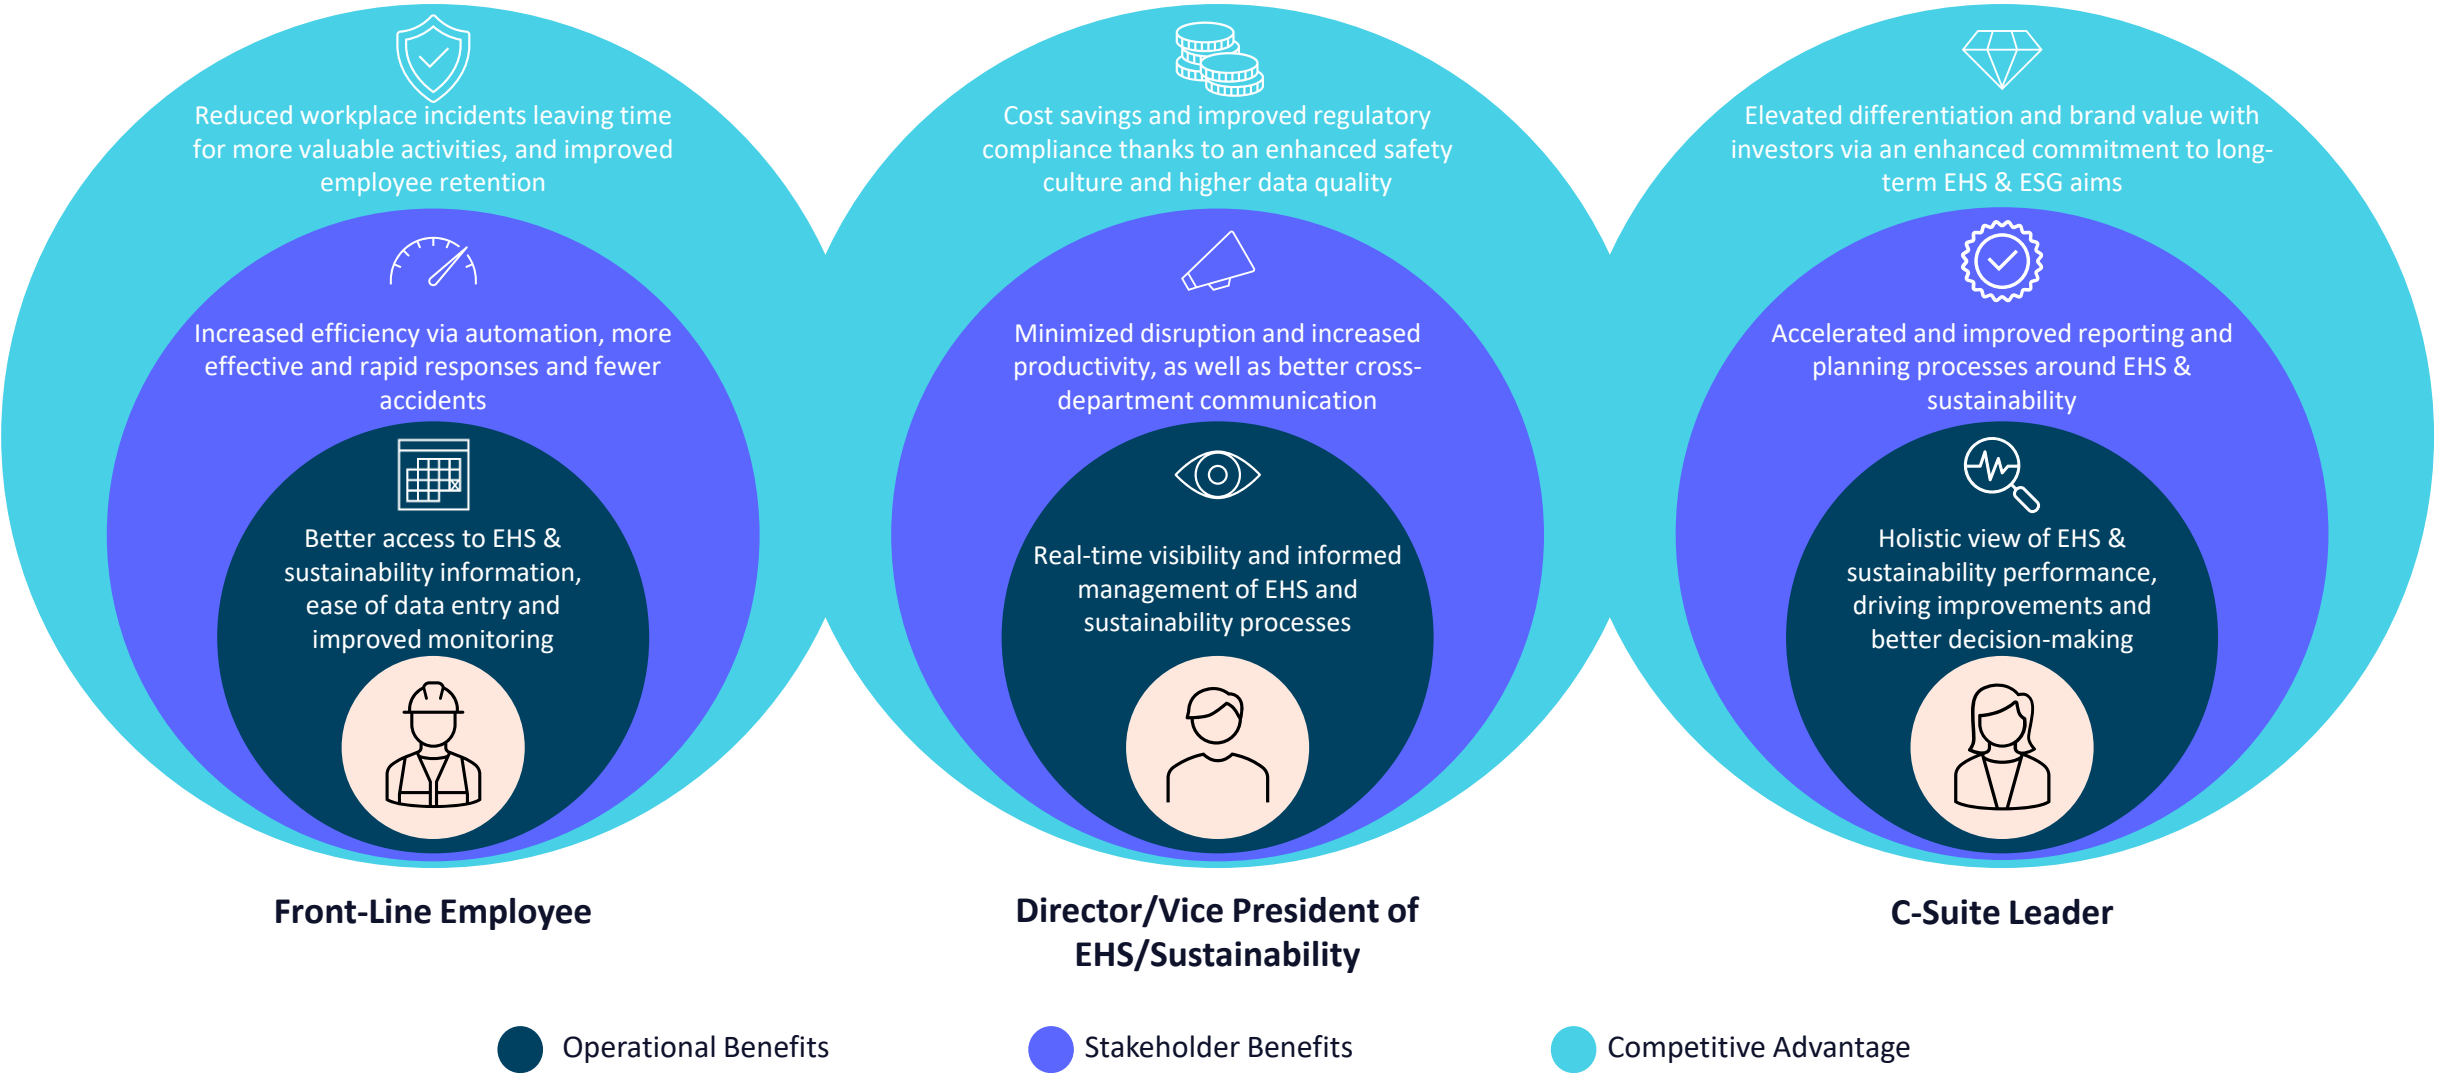 Reduced workplace incidents leaving time
for more valuable activities, and improved
employee retention
Increased efficiency via automation, more
effective and rapid responses and fewer
accidents
Better access to EHS &
sustainability information,
ease of data entry and
improved monitoring
Front-Line Employee
Cost savings and improved regulatory
compliance thanks to an enhanced safety
culture and higher data quality
Minimized disruption and increased
productivity, as well as better cross-
department communication
Real-time visibility and informed
management of EHS and
sustainability processes
Director/Vice President of
EHS/Sustainability
Elevated differentiation and brand value with
investors via an enhanced commitment to long-
term EHS & ESG aims
Accelerated and improved reporting and
planning processes around EHS &
sustainability
Holistic view of EHS &
sustainability performance,
driving improvements and
better decision-making
C-Suite Leader
Operational Benefits
Stakeholder Benefits
Competitive Advantage